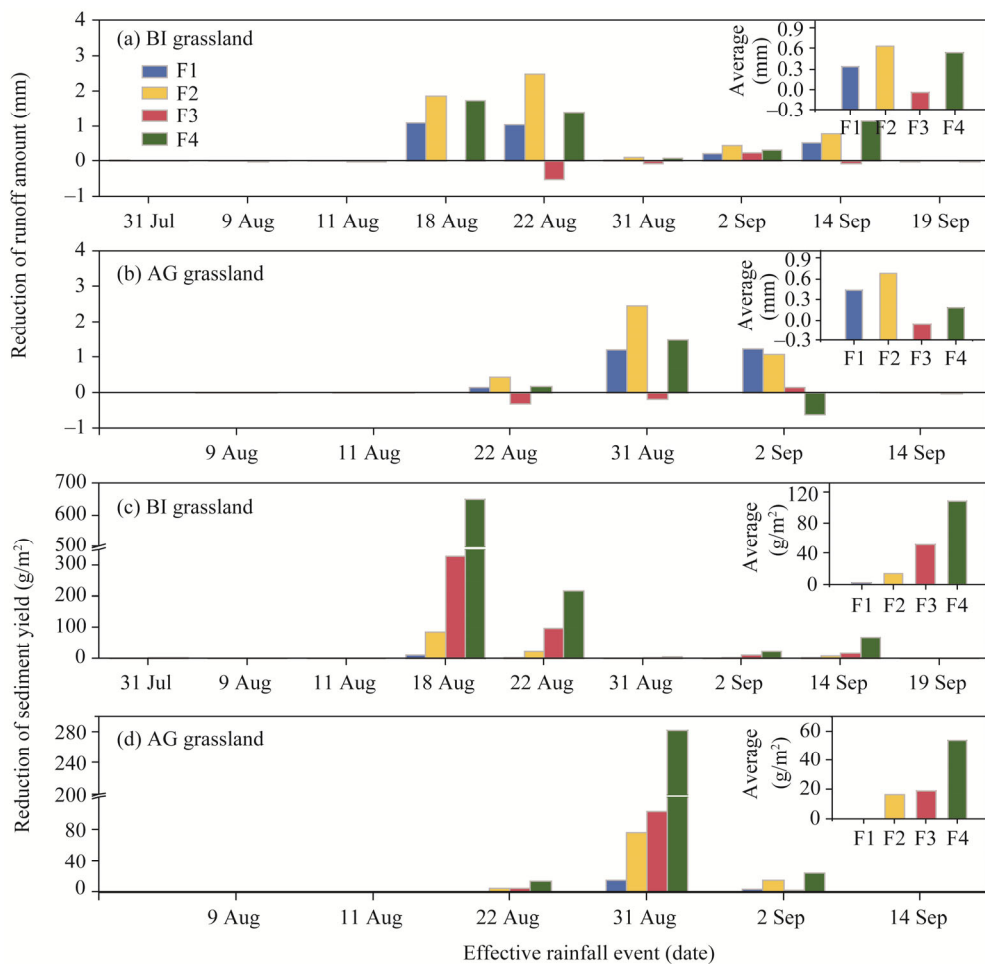 Reduction of runoff amount (mm)
4
3
2
1
0
−1
(a) BI grassland
F1
F2
F3
F4
Average
(mm)
0.9
0.6
0.3
0.0
−0.3
F1 F2 F3 F4
31 Jul 9 Aug 11 Aug 18 Aug 22 Aug 31 Aug 2 Sep 14 Sep 19 Sep
4
3
2
1
0
−1
(b) AG grassland
Average
(mm)
0.9
0.6
0.3
0.0
−0.3
F1 F2 F3 F4
9 Aug 11 Aug 22 Aug 31 Aug 2 Sep 14 Sep
Reduction of sediment yield (g/m²)
700
600
500
300
200
100
0
(c) BI grassland
Average
(g/m²)
120
80
40
0
F1 F2 F3 F4
31 Jul 9 Aug 11 Aug 18 Aug 22 Aug 31 Aug 2 Sep 14 Sep 19 Sep
280
240
200
80
40
0
(d) AG grassland
Average
(g/m²)
60
40
20
0
F1 F2 F3 F4
9 Aug 11 Aug 22 Aug 31 Aug 2 Sep 14 Sep
Effective rainfall event (date)